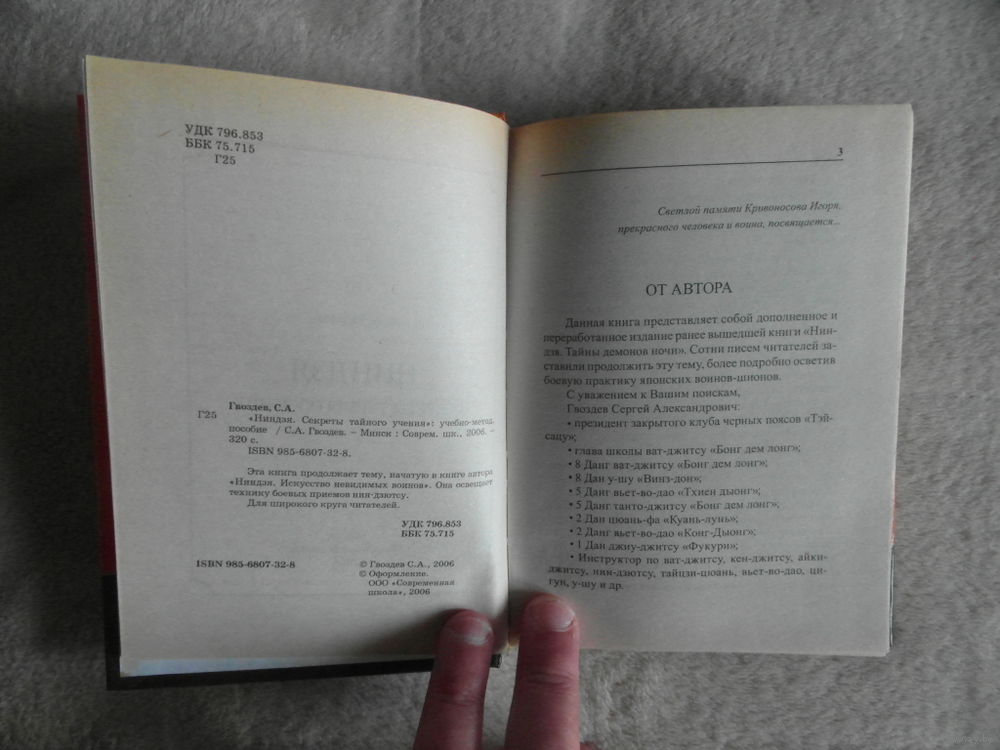 УДК 796.853
ББК 75.715
Г25
Гвоздев, С.А.
Г25
«Ниндзя. Секреты тайного учения»: учебно-метод.
пособие / С.А. Гвоздев. – Минск : Соврем. шк., 2006. –
320 с.
ISBN 985-6807-32-8.
Эта книга продолжает тему, начатую в книге автора
«Ниндзя. Искусство невидимых воинов». Она освещает
технику боевых приемов нин-дзютсу.
Для широкого круга читателей.
УДК 796.853
ББК 75.715
ISBN 985-6807-32-8
© Гвоздев С.А., 2006
© Оформление.
ООО «Современная
школа», 2006
3
Светлой памяти Кривоносова Игоря,
прекрасного человека и воина, посвящается...
ОТ АВТОРА
Данная книга представляет собой дополненное и
переработанное издание ранее вышедшей книги «Нин-
дзя. Тайны демонов ночи». Сотни писем читателей за-
ставили продолжить эту тему, более подробно осветив
боевую практику японских воинов-шионов.
С уважением к Вашим поискам,
Гвоздев Сергей Александрович:
• президент закрытого клуба черных поясов «Тэй-
сацу»;
• глава школы ват-джитсу «Бонг дем лонг»;
• 8 Данг ват-джитсу «Бонг дем лонг»;
• 8 Дан у-шу «Винз-дон»;
• 5 Данг вьет-во-дао «Тхиен дыонг»;
• 5 Данг танто-джитсу «Бонг дем лонг»;
• 2 Дан цюань-фа «Куань-лунь»;
• 2 Данг вьет-во-дао «Конг-Дыонг»;
• 1 Дан джиу-джитсу «Фукури»;
• Инструктор по ват-джитсу, кен-джитсу, айки-
джитсу, нин-дзютсу, тайцзи-цюань, вьет-во-дао, ци-
гун, у-шу и др.